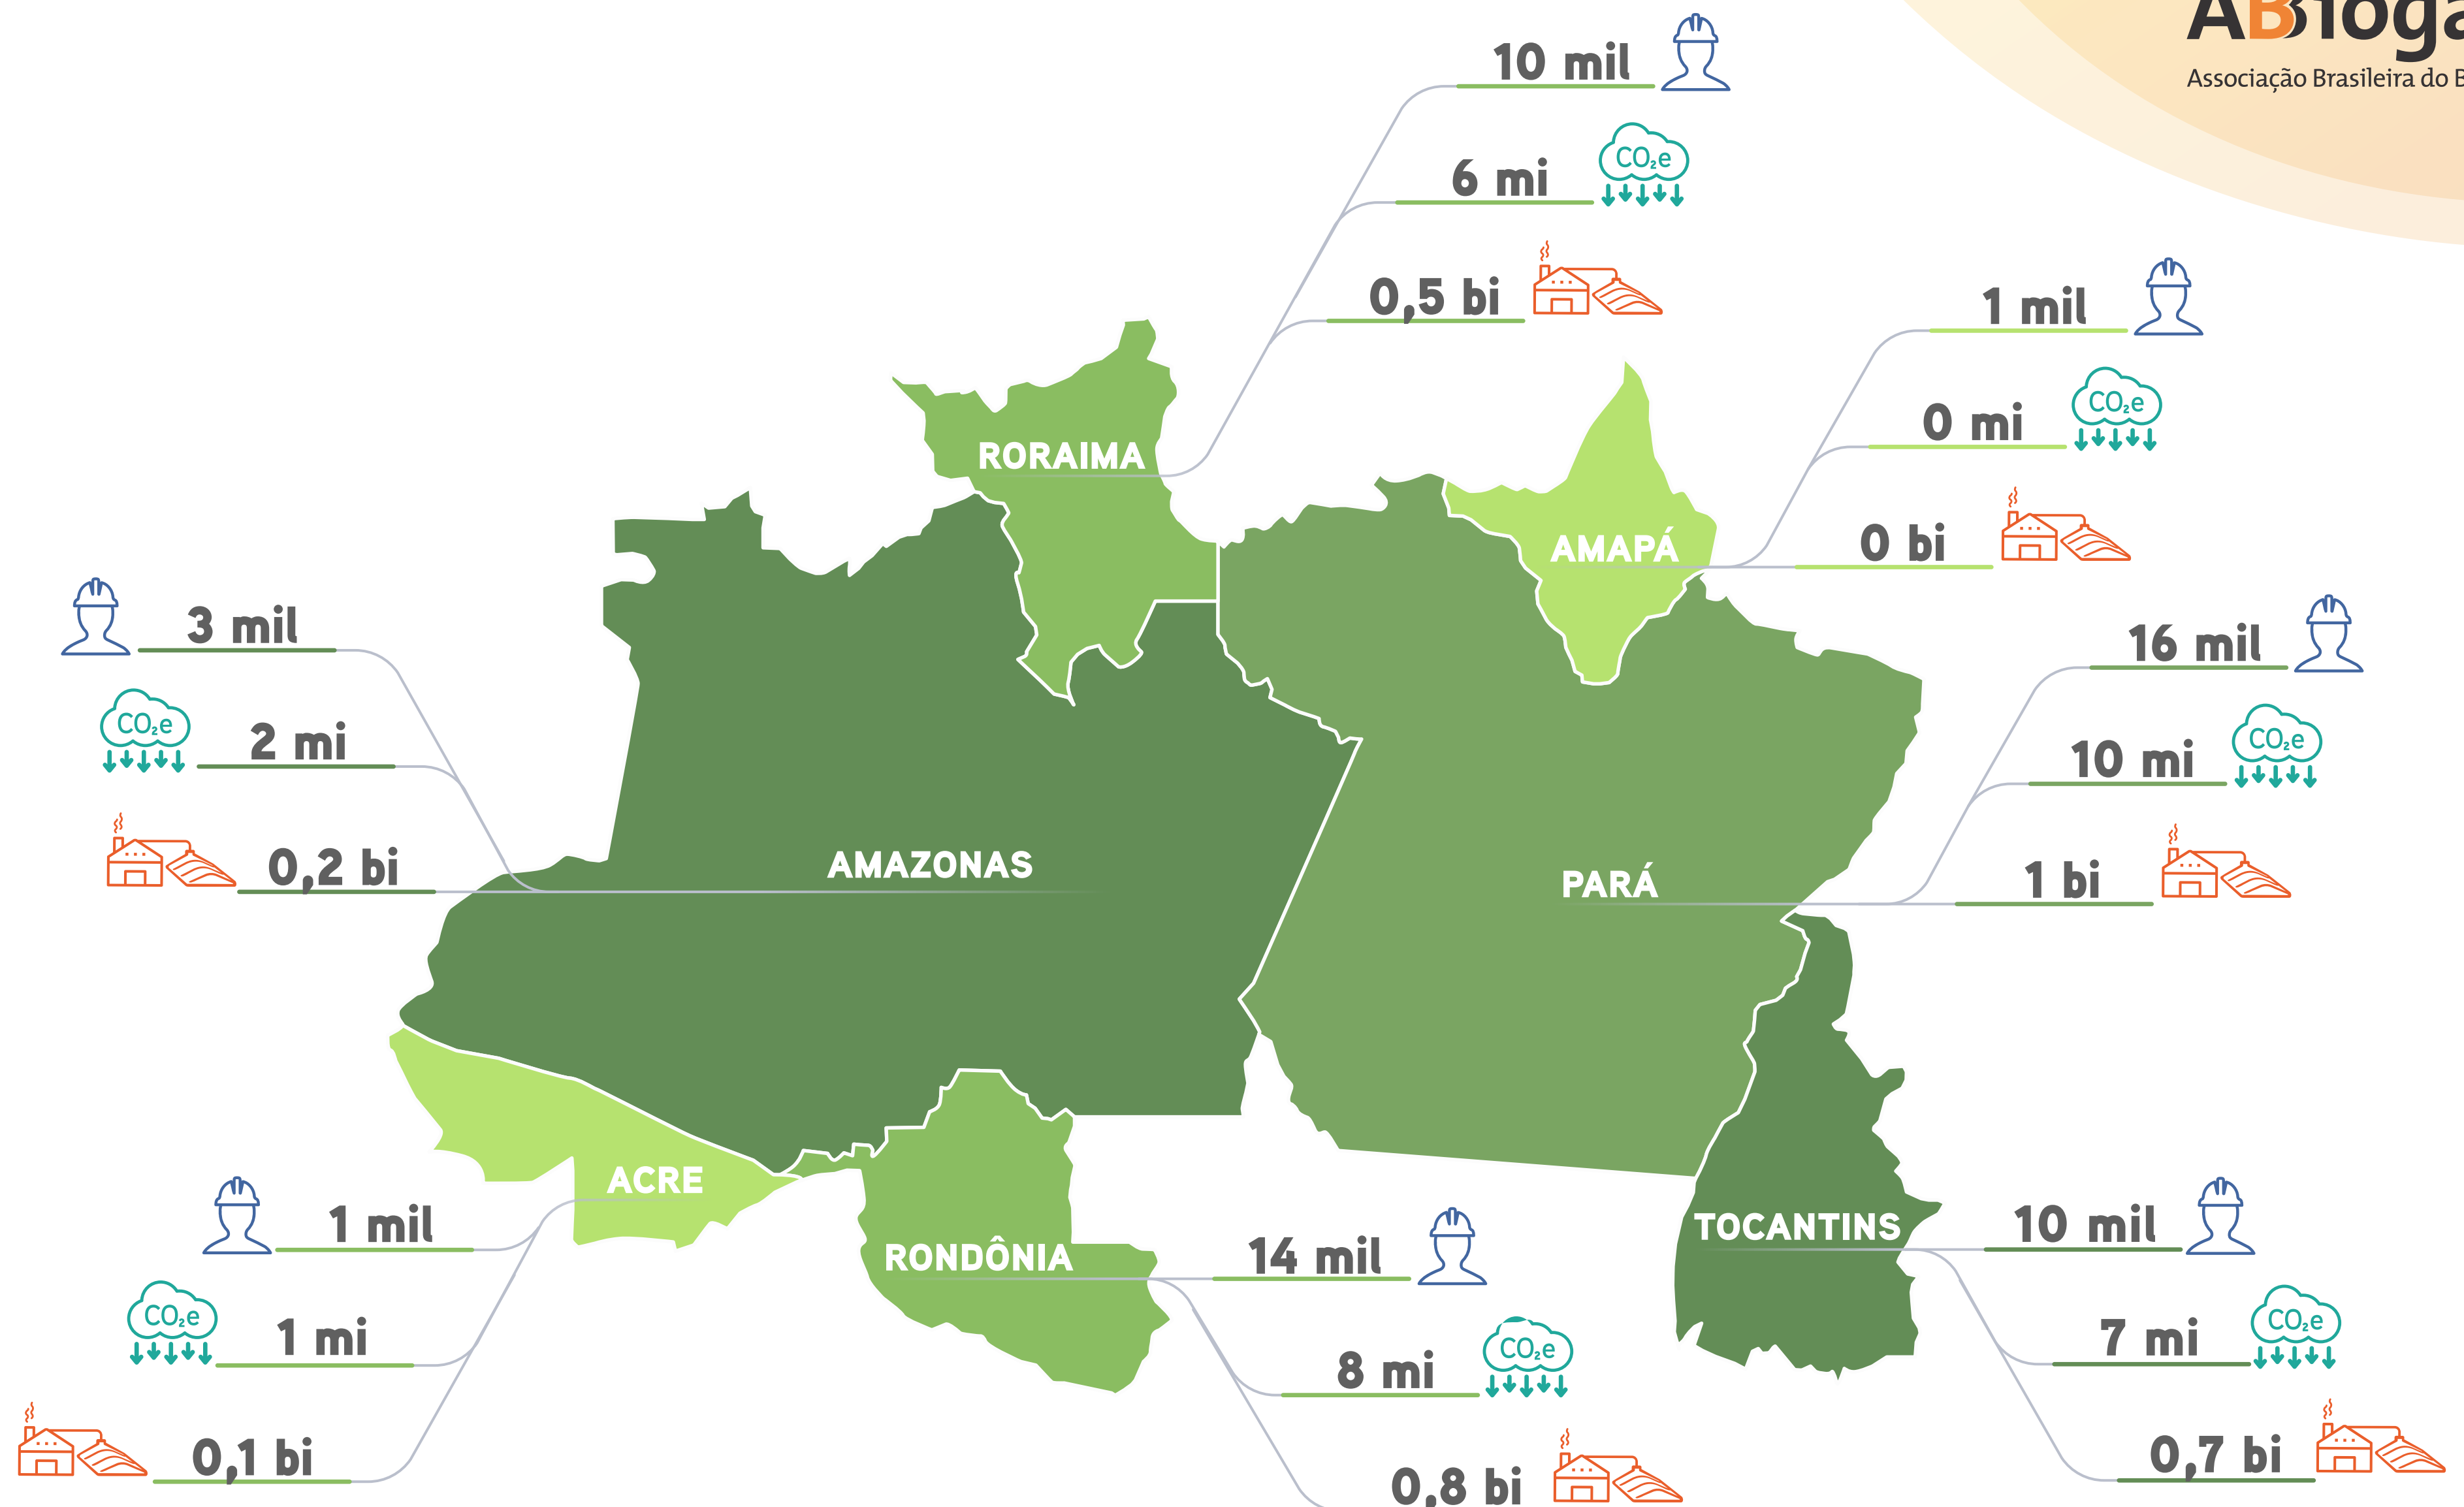 ABBioga
Associação Brasileira do B
10 mil
6 mi
CO₂e
0,5 bi
RORAIMA
1 mil
0 mi
CO₂e
0 bi
AMAPÁ
3 mil
CO₂e
2 mi
0,2 bi
AMAZONAS
16 mil
10 mi
CO₂e
1 bi
PARÁ
ACRE
1 mil
CO₂e
1 mi
0,1 bi
RONDÔNIA
14 mil
8 mi
CO₂e
0,8 bi
TOCANTINS
10 mil
7 mi
CO₂e
0,7 bi